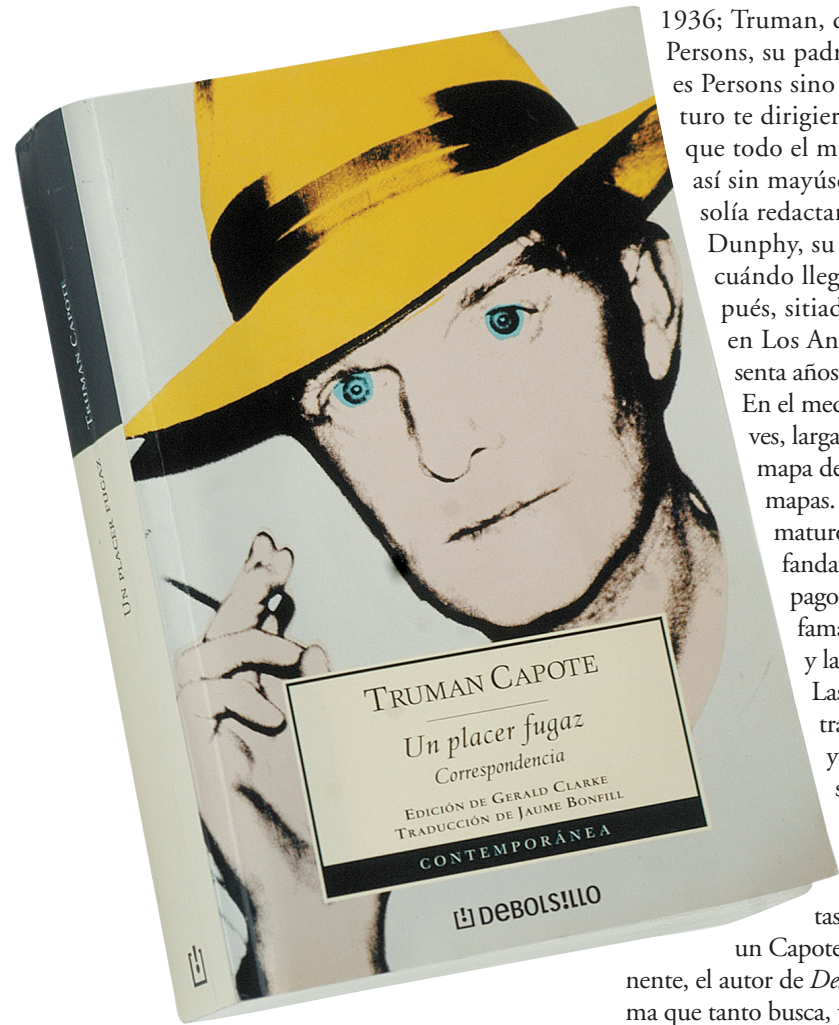 TRUMAN CAPOTE
UN PLACER FUGAZ
TRUMAN CAPOTE
Un placer fugaz
Correspondencia
EDICIÓN DE GERALD CLARKE
TRADUCCIÓN DE JAUME BONFILL
CONTEMPORÁNEA
DEBOLS!LLO
1936; Truman,
Persons, su padr
es Persons sino
turo te dirigier
que todo el m
así sin mayúsc
solía redactar
Dunphy, su
cuándo lleg
pués, sitiad
en Los An
senta años
En el med
ves, larga
mapa de
mapas.
maturo
fanda
pago
fama
y la
Las
tra
y
s
tas
un Capote
nente, el autor de De
ma que tanto busca,